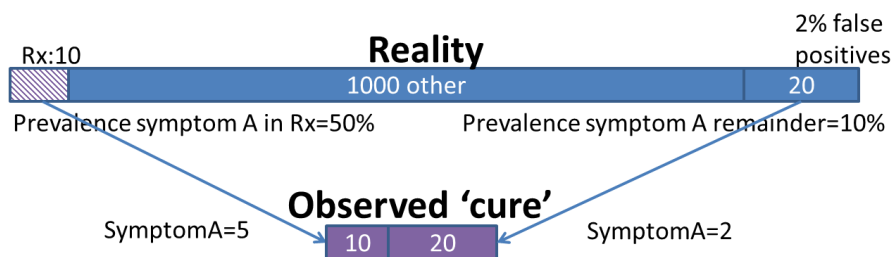 2% false
positives
Rx:10
Reality
1000 other
20
Prevalence symptom A in Rx=50%
Prevalence symptom A remainder=10%
Observed ‘cure’
SymptomA=5
10
20
SymptomA=2